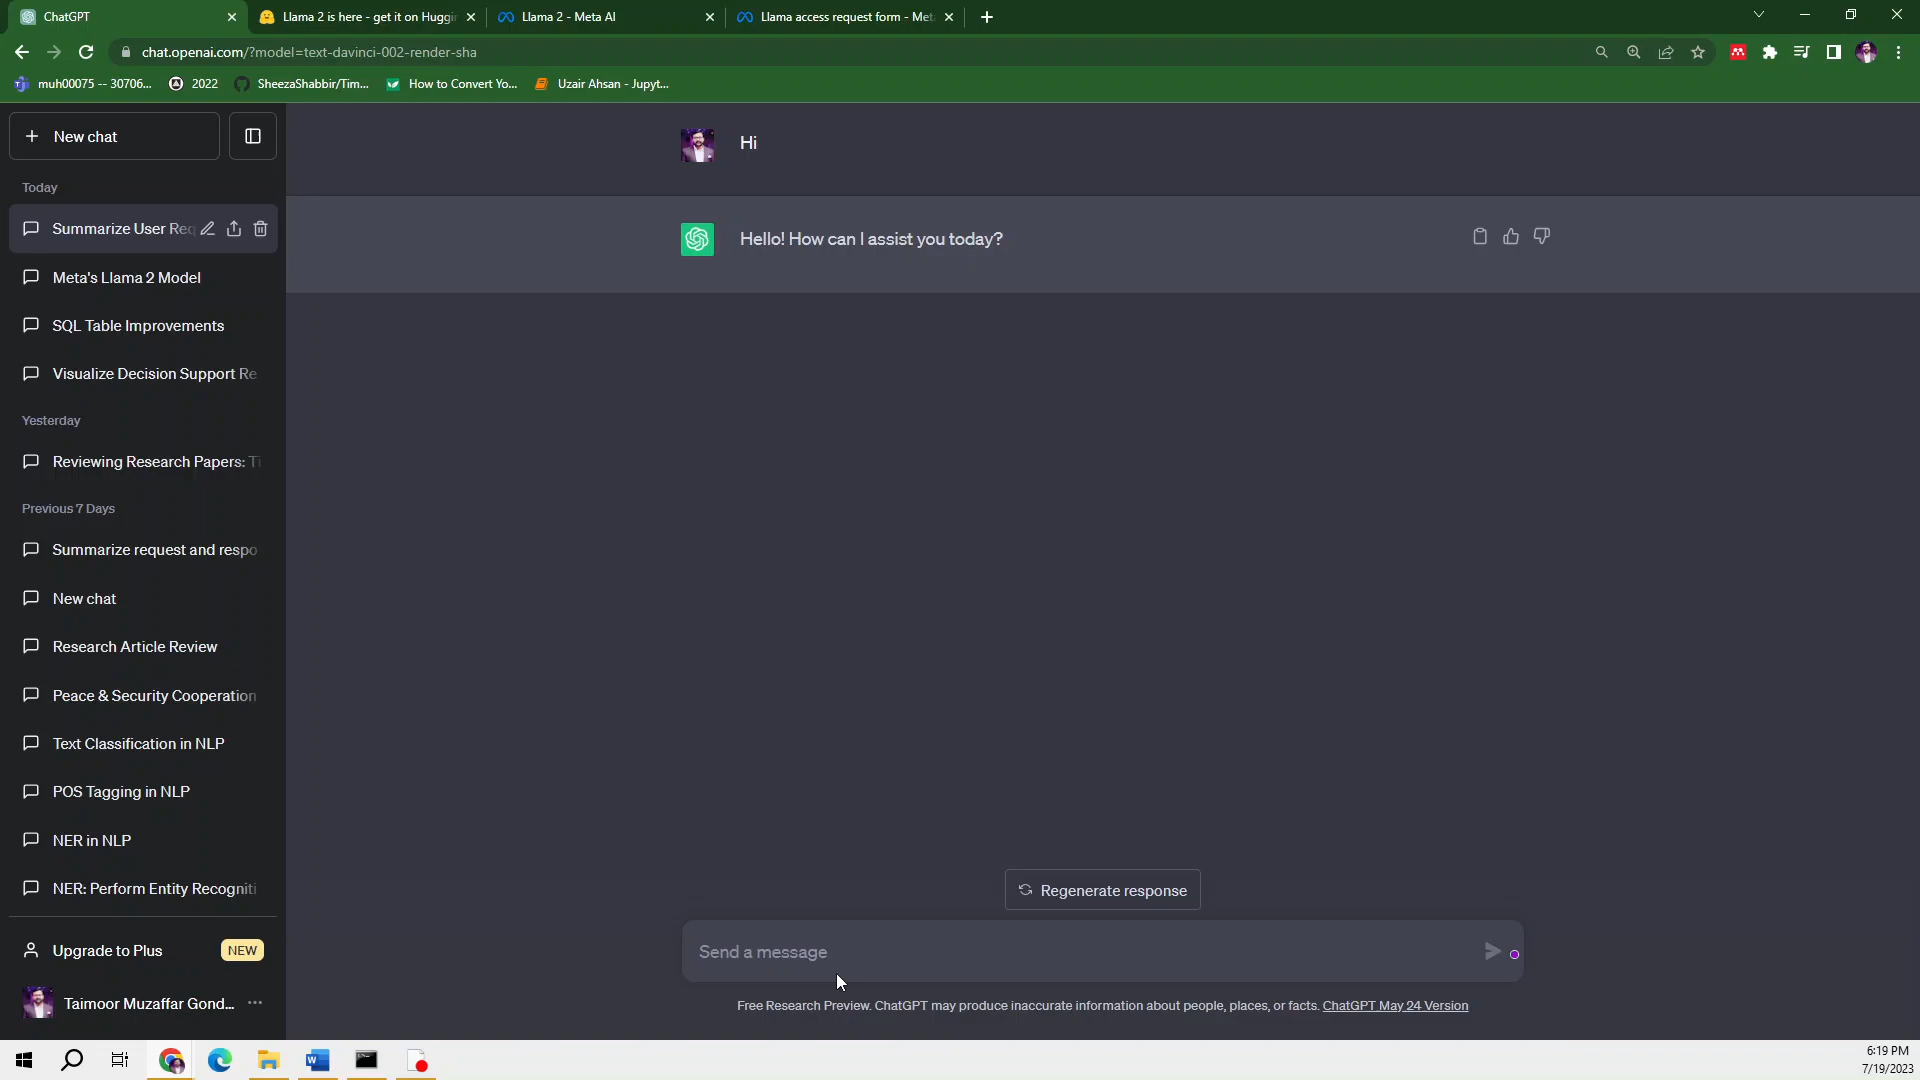 ChatGPT
Llama 2 is here - get it on Huggin
Llama 2 - Meta AI
Llama access request form - Met
chat.openai.com/?model=text-davinci-002-render-sha
muh00075 -- 30706...
2022
SheezaShabbir/Tim...
How to Convert Yo...
Uzair Ahsan - Jupyt...
New chat
Today
Summarize User Req
Meta's Llama 2 Model
SQL Table Improvements
Visualize Decision Support Re
Yesterday
Reviewing Research Papers: Ti
Previous 7 Days
Summarize request and respo
New chat
Research Article Review
Peace & Security Cooperation
Text Classification in NLP
POS Tagging in NLP
NER in NLP
NER: Perform Entity Recogniti
Upgrade to Plus
NEW
Taimoor Muzaffar Gond...
Hi
Hello! How can I assist you today?
Regenerate response
Send a message
Free Research Preview. ChatGPT may produce inaccurate information about people, places, or facts. ChatGPT May 24 Version
6:19 PM
7/19/2023